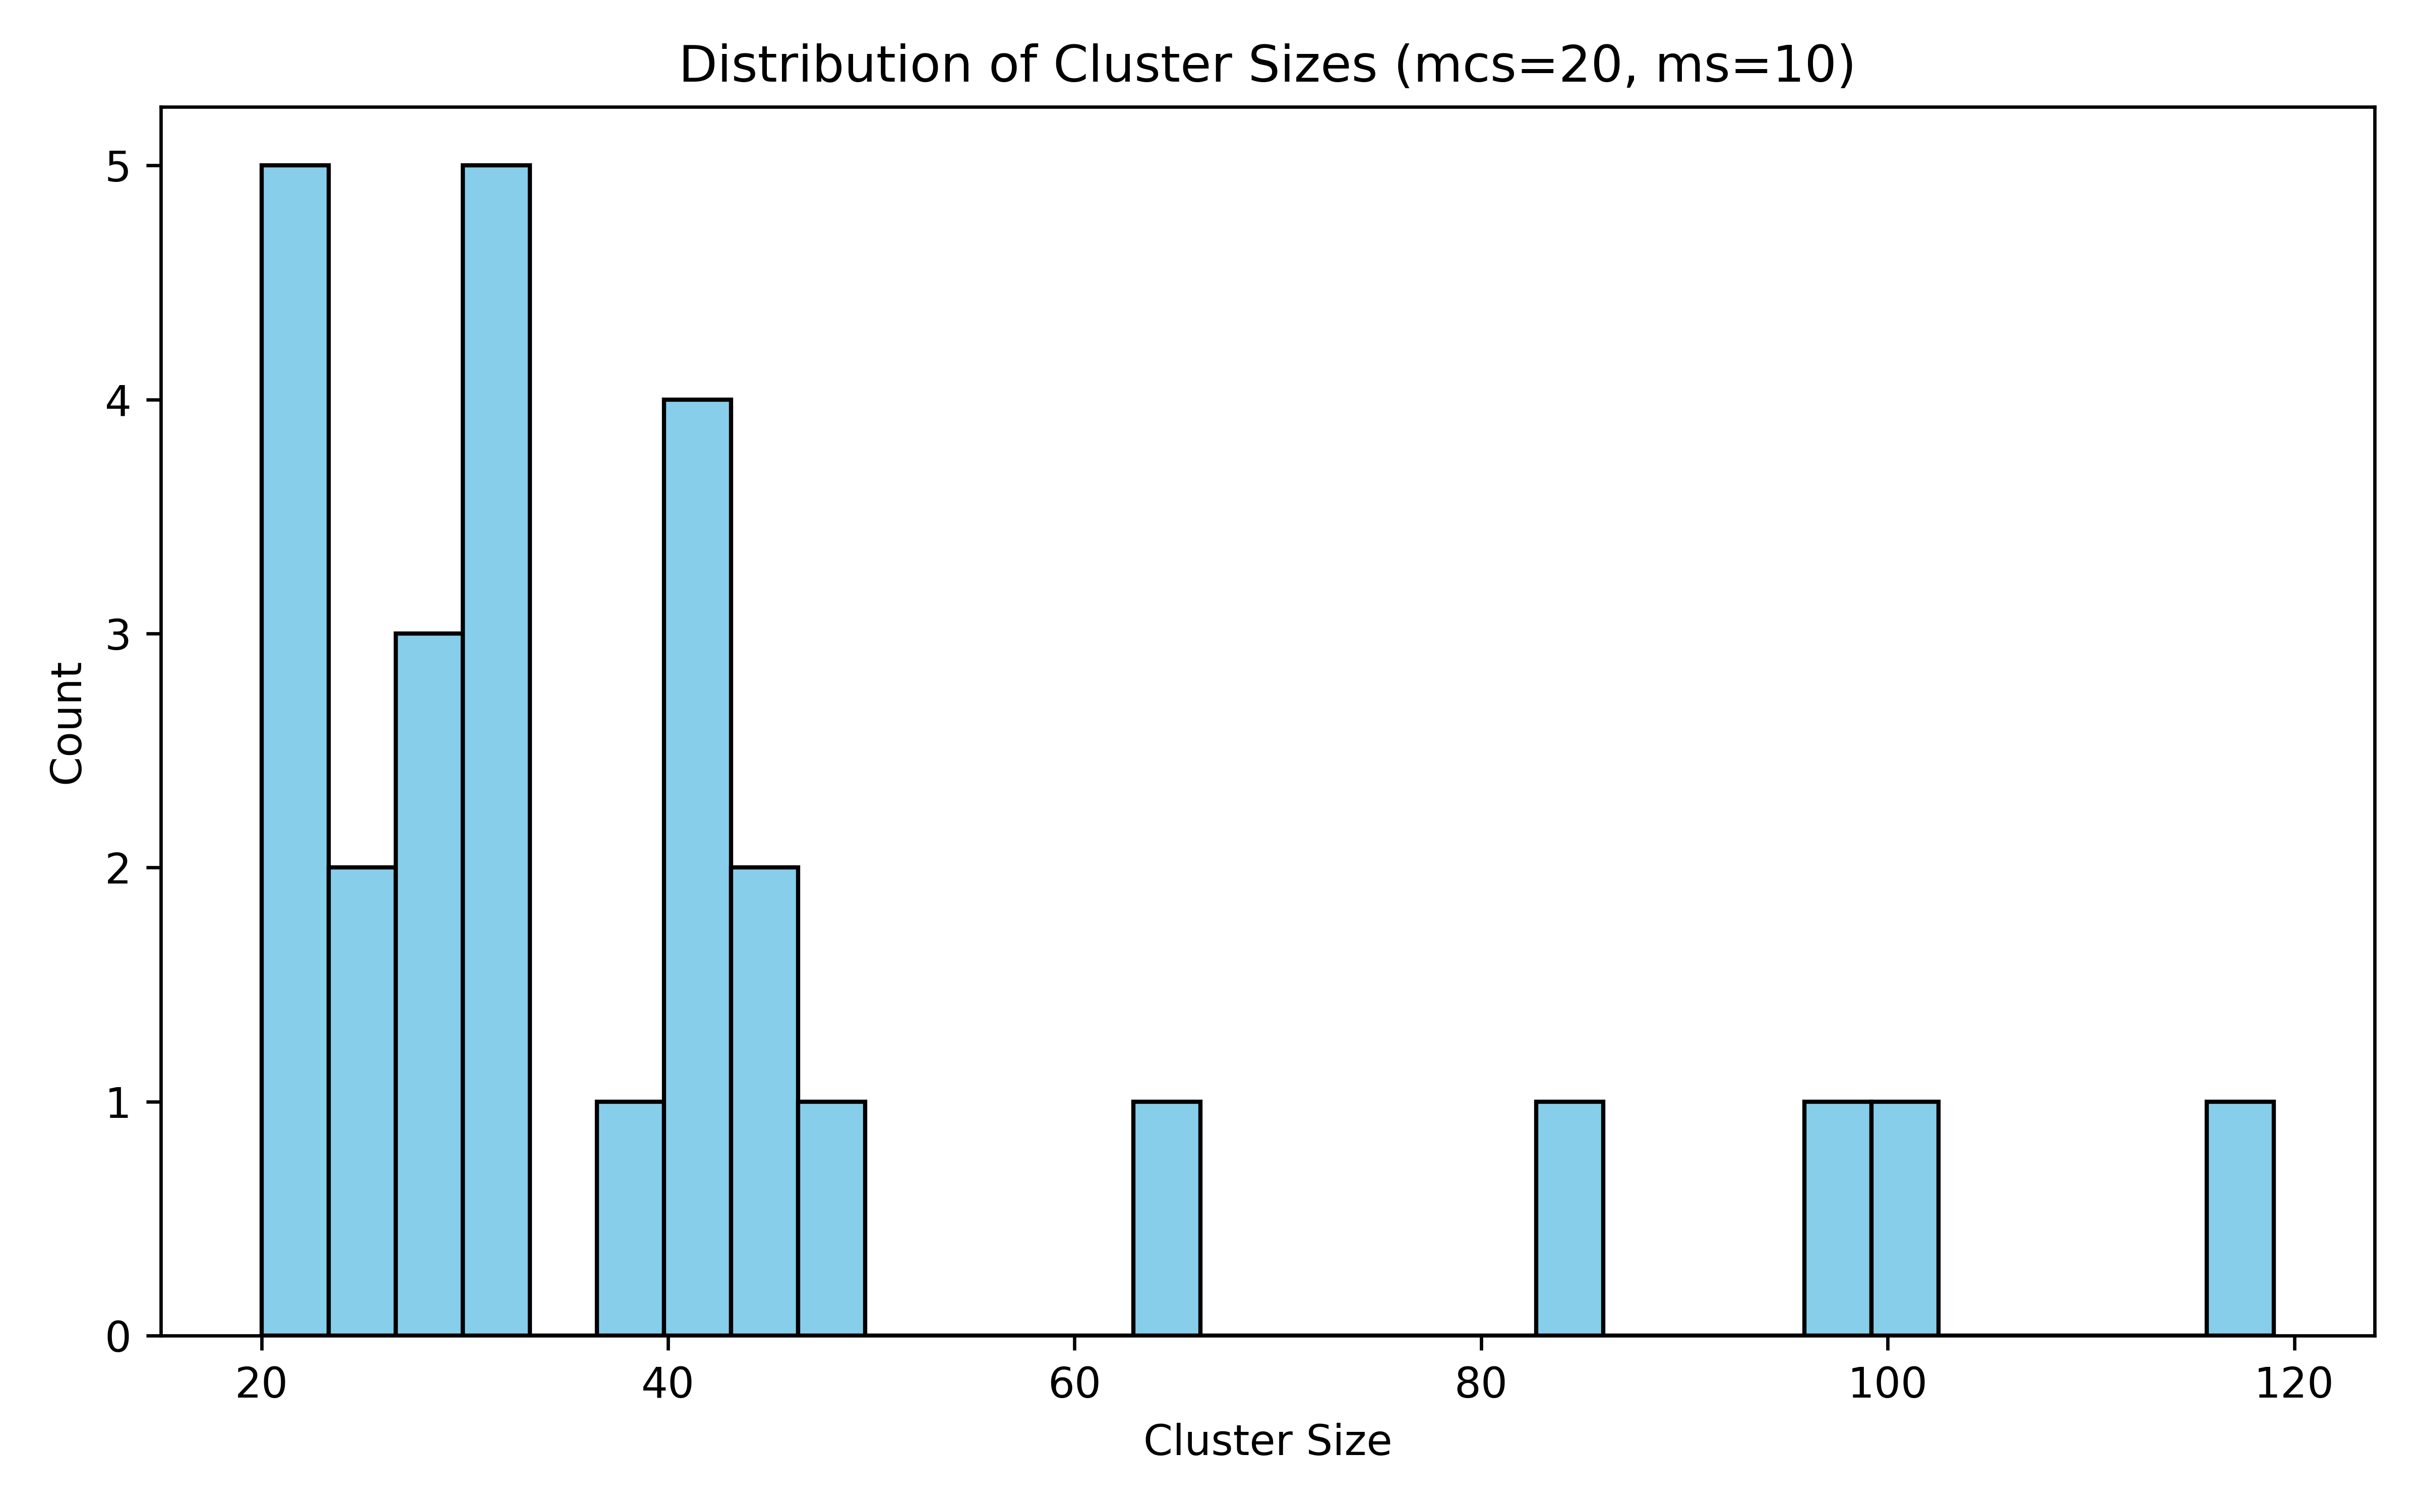 Distribution of Cluster Sizes (mcs=20, ms=10)
5
4
3
2
1
0
Count
20 40 60 80 100 120
Cluster Size